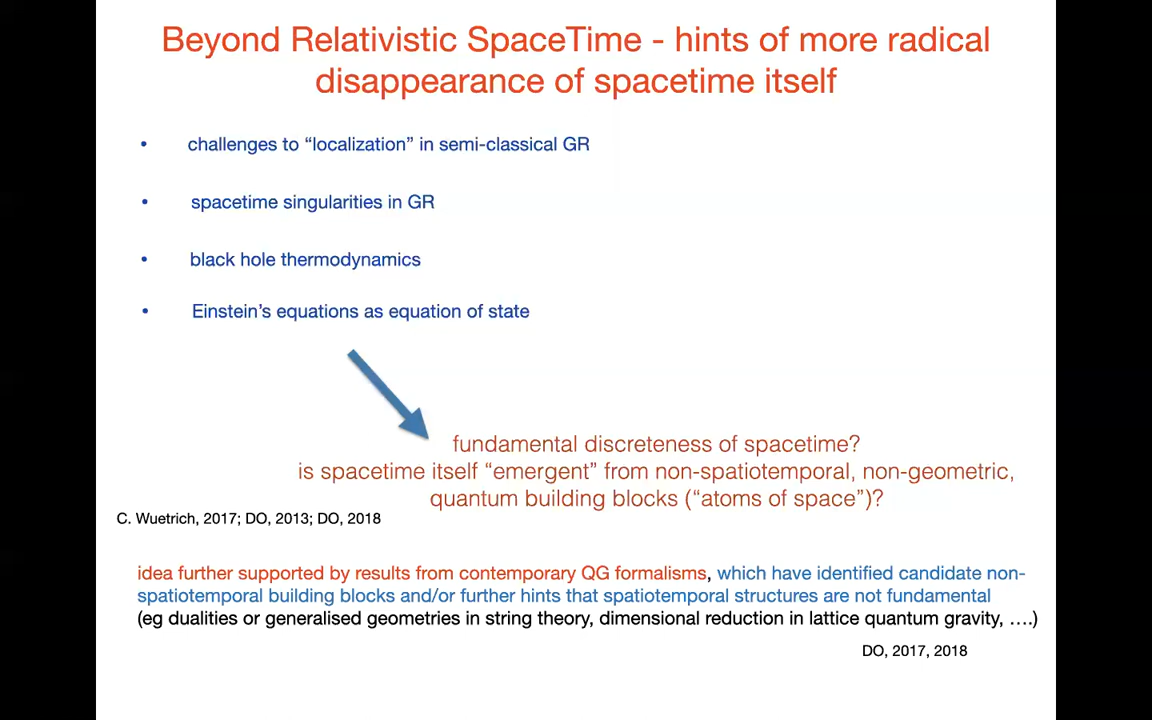 Beyond Relativistic SpaceTime - hints of more radical
disappearance of spacetime itself
• challenges to “localization” in semi-classical GR
• spacetime singularities in GR
• black hole thermodynamics
• Einstein’s equations as equation of state
fundamental discreteness of spacetime?
is spacetime itself “emergent” from non-spatiotemporal, non-geometric,
quantum building blocks (“atoms of space”)?
C. Wuetrich, 2017; DO, 2013; DO, 2018
idea further supported by results from contemporary QG formalisms, which have identified candidate non-
spatiotemporal building blocks and/or further hints that spatiotemporal structures are not fundamental
(eg dualities or generalised geometries in string theory, dimensional reduction in lattice quantum gravity, ….)
DO, 2017, 2018